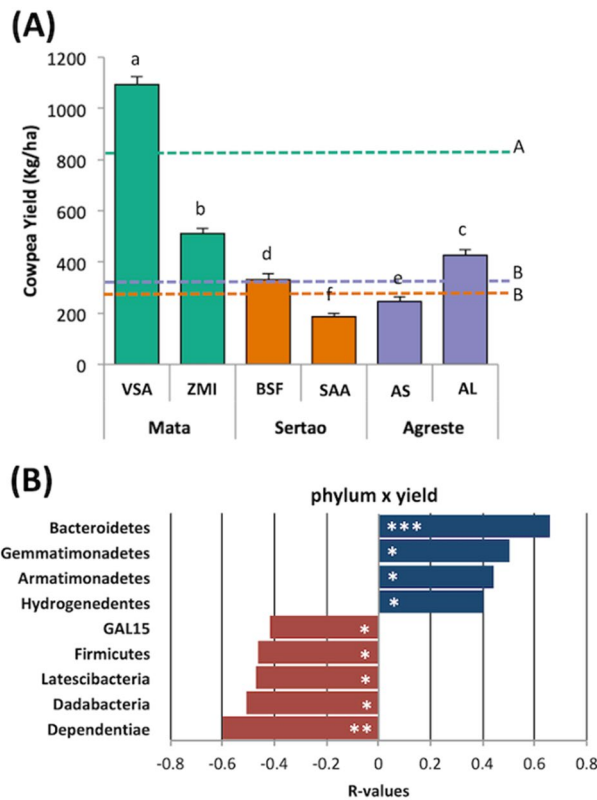 (A)
1200
1000
800
600
400
200
0
Cowpea Yield (Kg/ha)
a
b
d
f
e
c
A
B
B
VSA ZMI BSF SAA AS AL
Mata Sertao Agreste
(B)
phylum x yield
Bacteroidetes ***
Gemmatimonadetes *
Armatimonadetes *
Hydrogenedentes *
GAL15 *
Firmicutes *
Latescibacteria *
Dadabacteria *
Dependentiae **
-0.8 -0.6 -0.4 -0.2 0 0.2 0.4 0.6 0.8
R-values